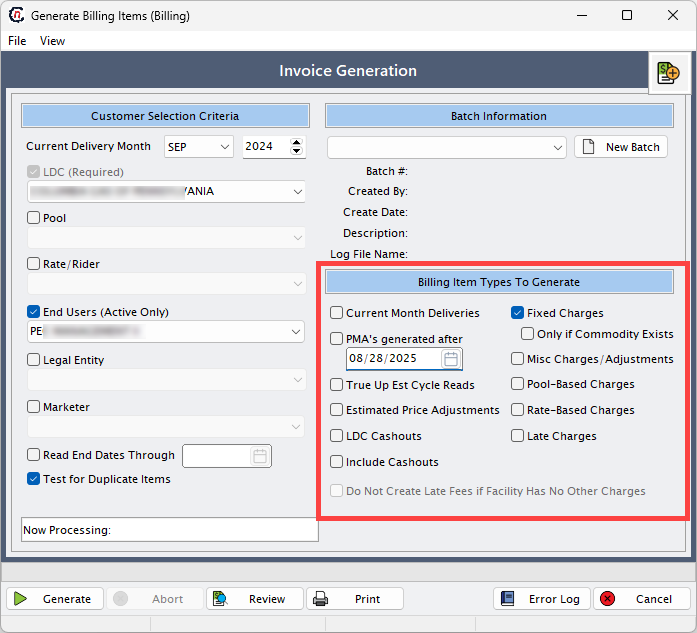 Generate Billing Items (Billing)
File View
Invoice Generation
Customer Selection Criteria
Current Delivery Month SEP 2024
LDC (Required)
VANIA
Pool
Rate/Rider
End Users (Active Only)
PE
Legal Entity
Marketer
Read End Dates Through
Test for Duplicate Items
Now Processing:
Batch Information
New Batch
Batch #:
Created By:
Create Date:
Description:
Log File Name:
Billing Item Types To Generate
Current Month Deliveries
PMA's generated after
08/28/2025
True Up Est Cycle Reads
Estimated Price Adjustments
LDC Cashouts
Include Cashouts
Fixed Charges
Only if Commodity Exists
Misc Charges/Adjustments
Pool-Based Charges
Rate-Based Charges
Late Charges
Do Not Create Late Fees if Facility Has No Other Charges
Generate Abort Review Print Error Log Cancel